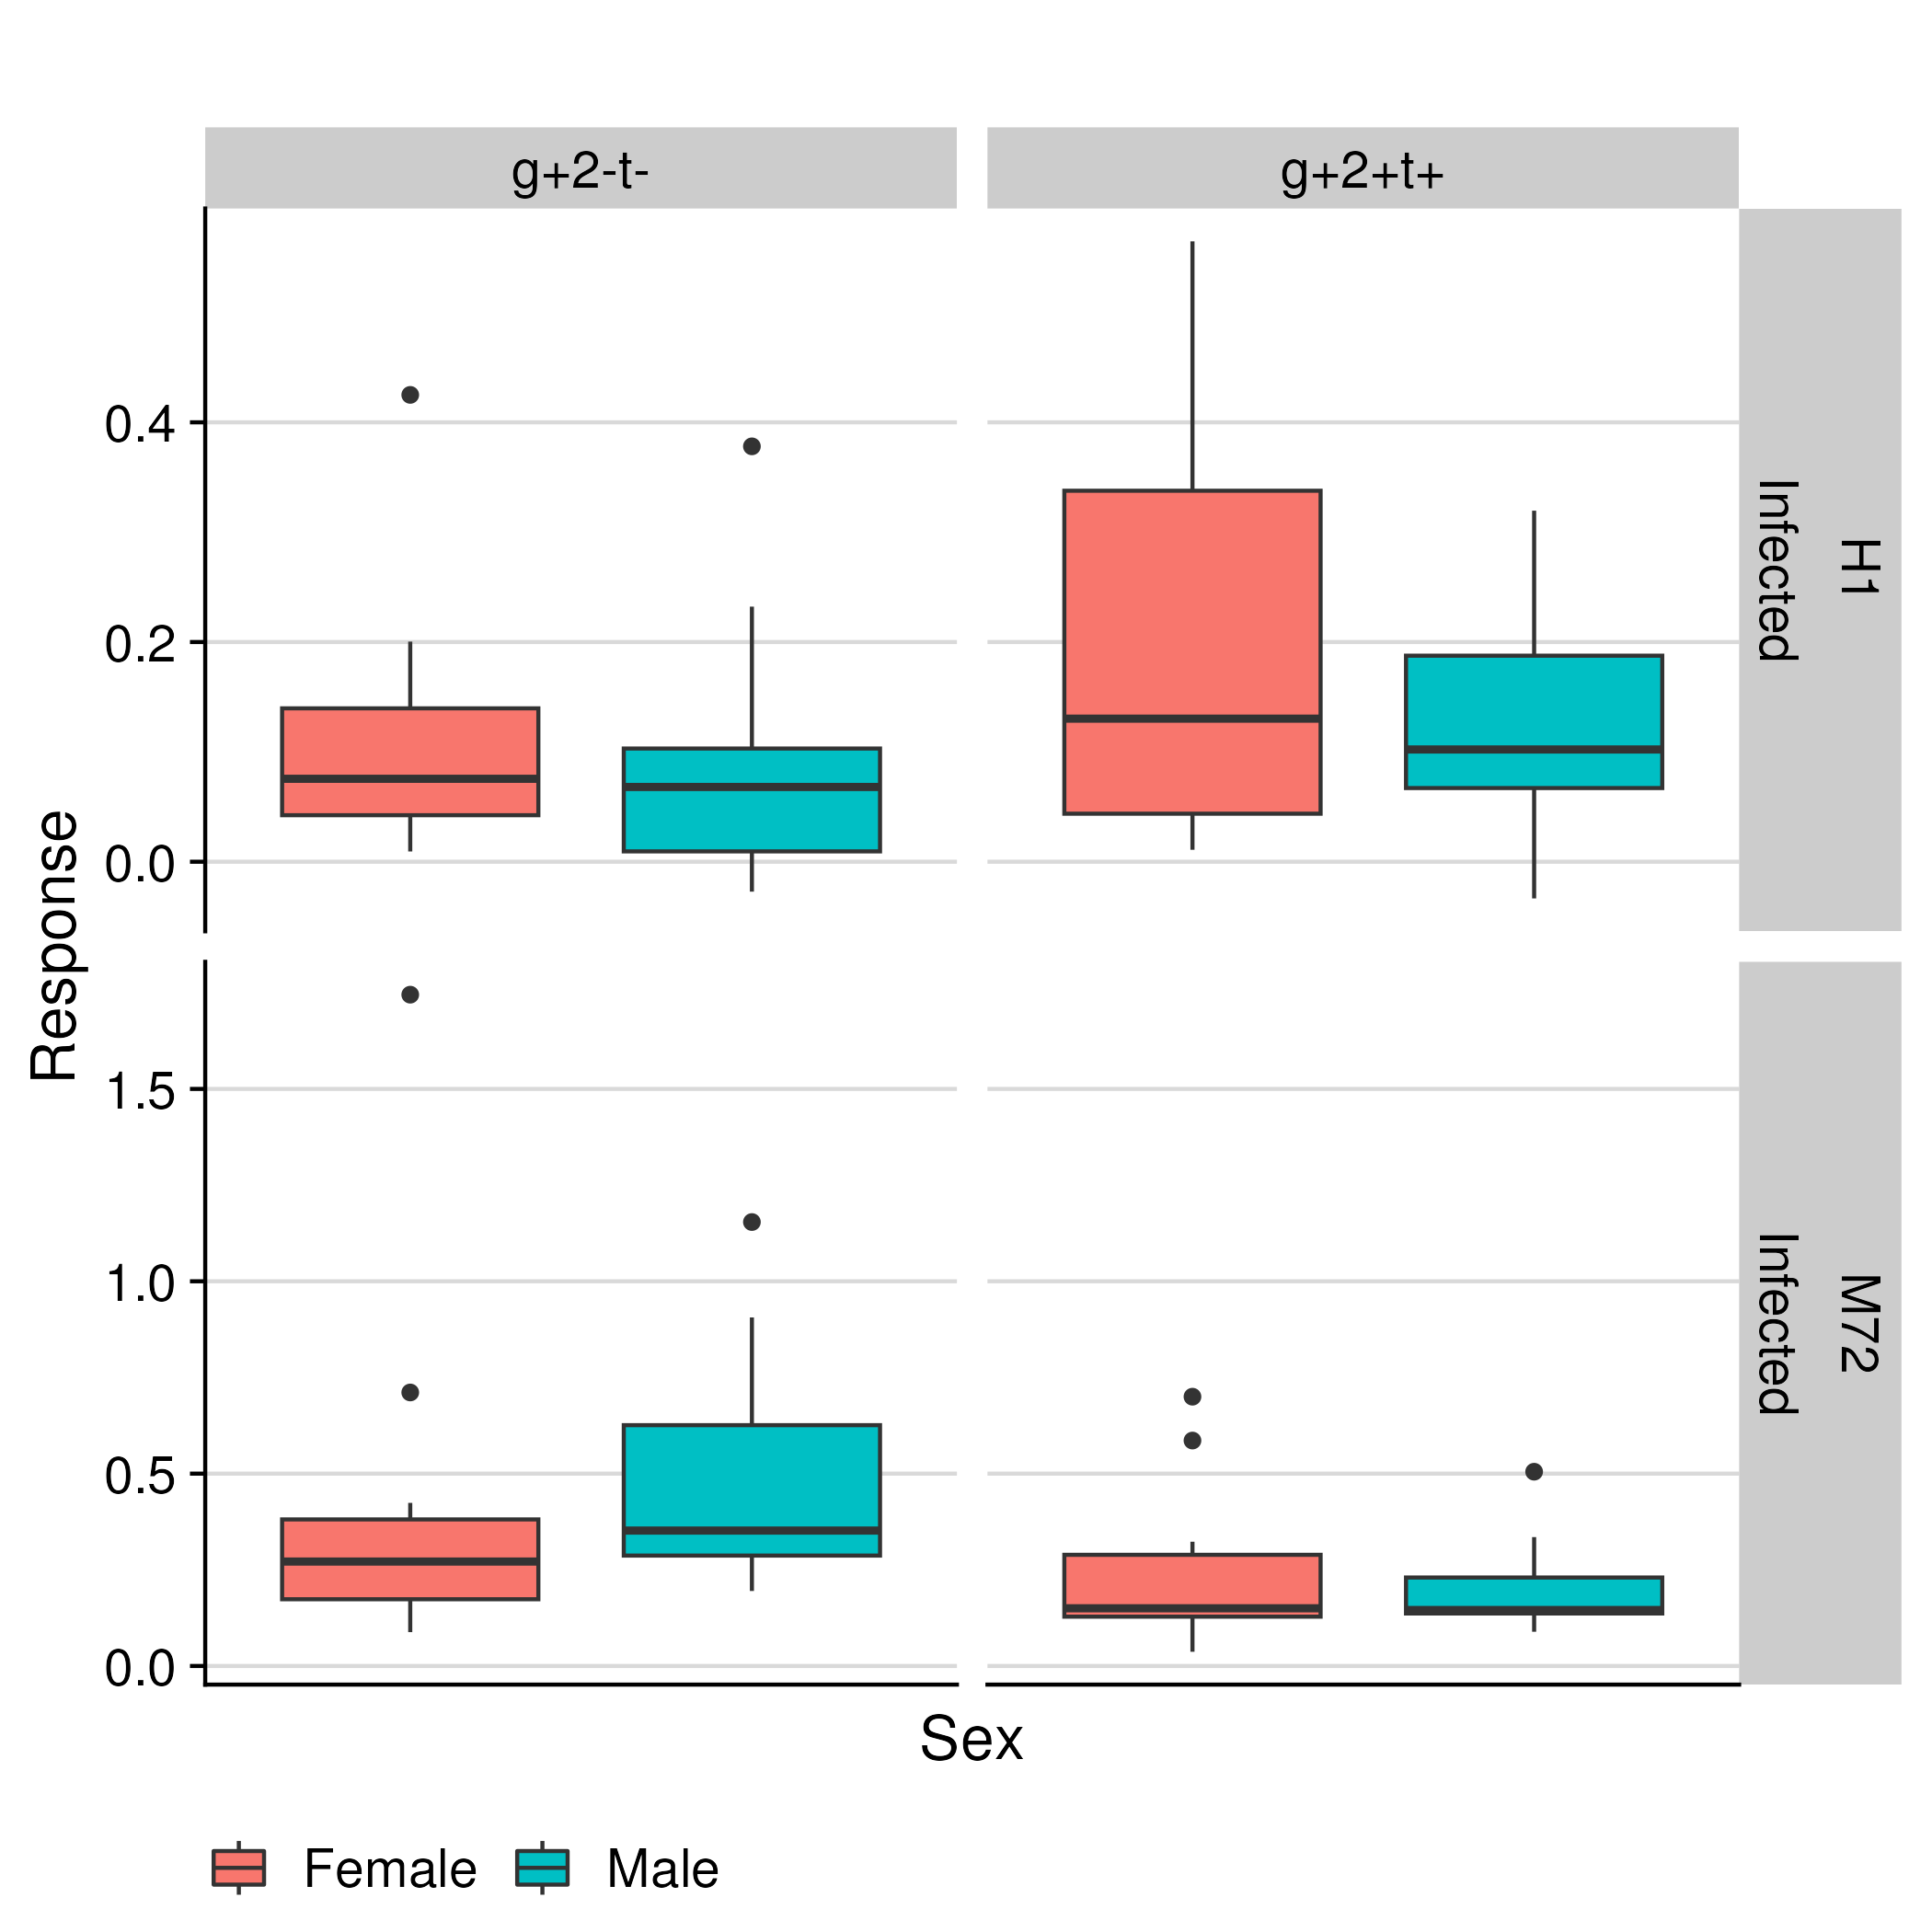 g+2-t-
g+2+t+
0.4
0.2
0.0
H1
Infected
Response
1.5
1.0
0.5
0.0
M72
Infected
Sex
Female
Male